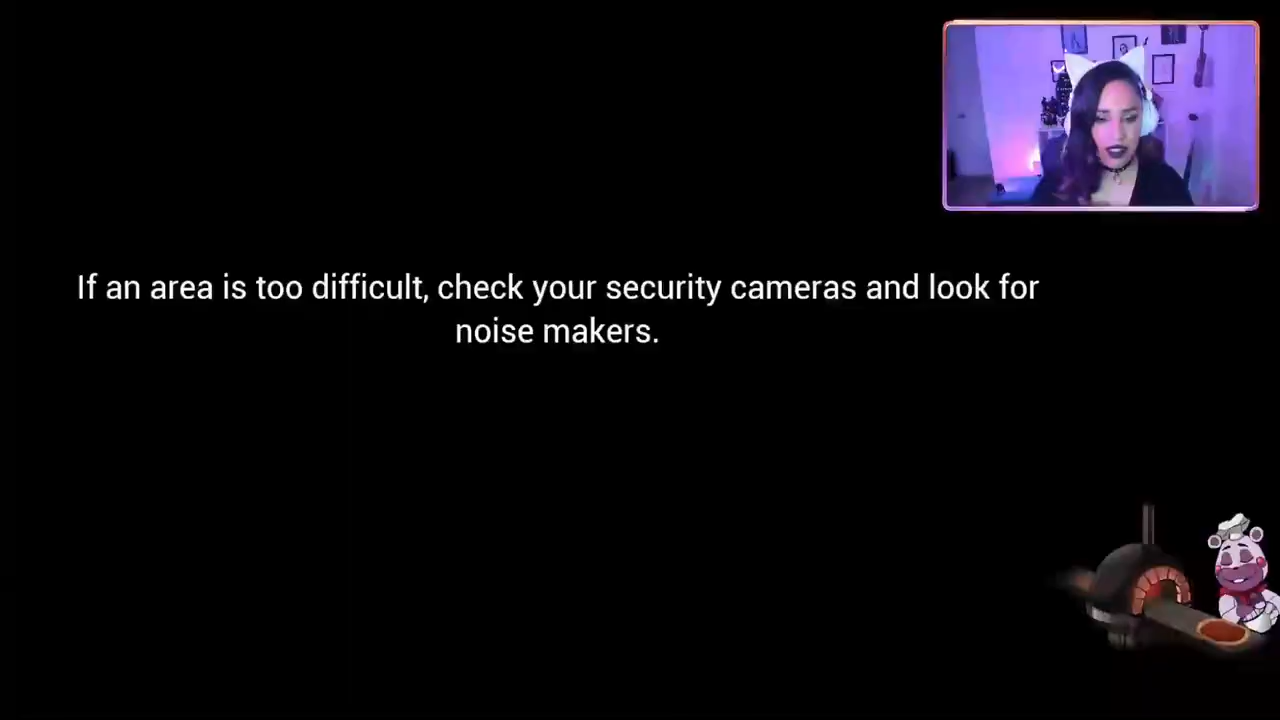 If an area is too difficult, check your security cameras and look for
noise makers.